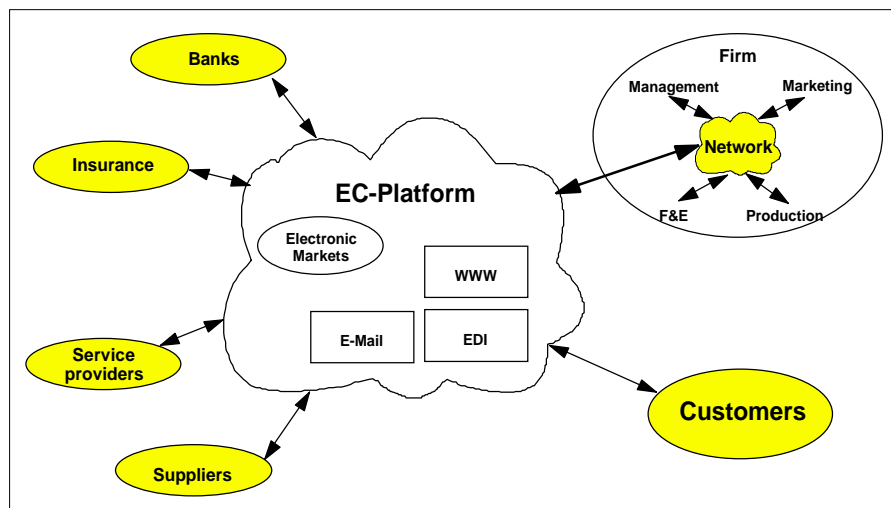 Banks
Firm
Management
Marketing
Insurance
Network
EC-Platform
F&E
Production
Electronic
Markets
WWW
E-Mail
EDI
Service
providers
Customers
Suppliers